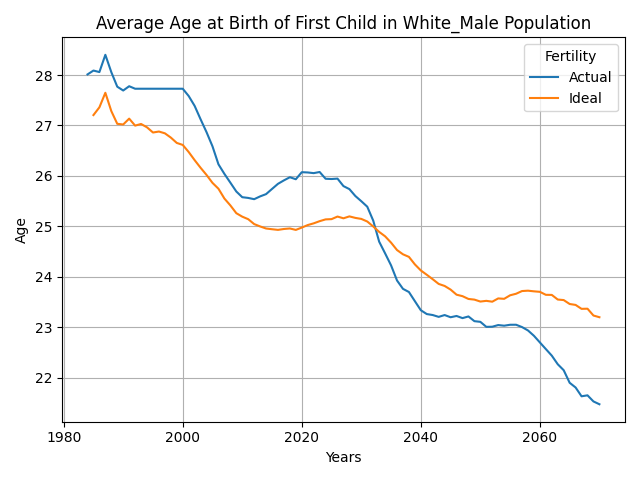 Average Age at Birth of First Child in White_Male Population
Fertility
Actual
Ideal
Age
28
27
26
25
24
23
22
1980
2000
2020
2040
2060
Years